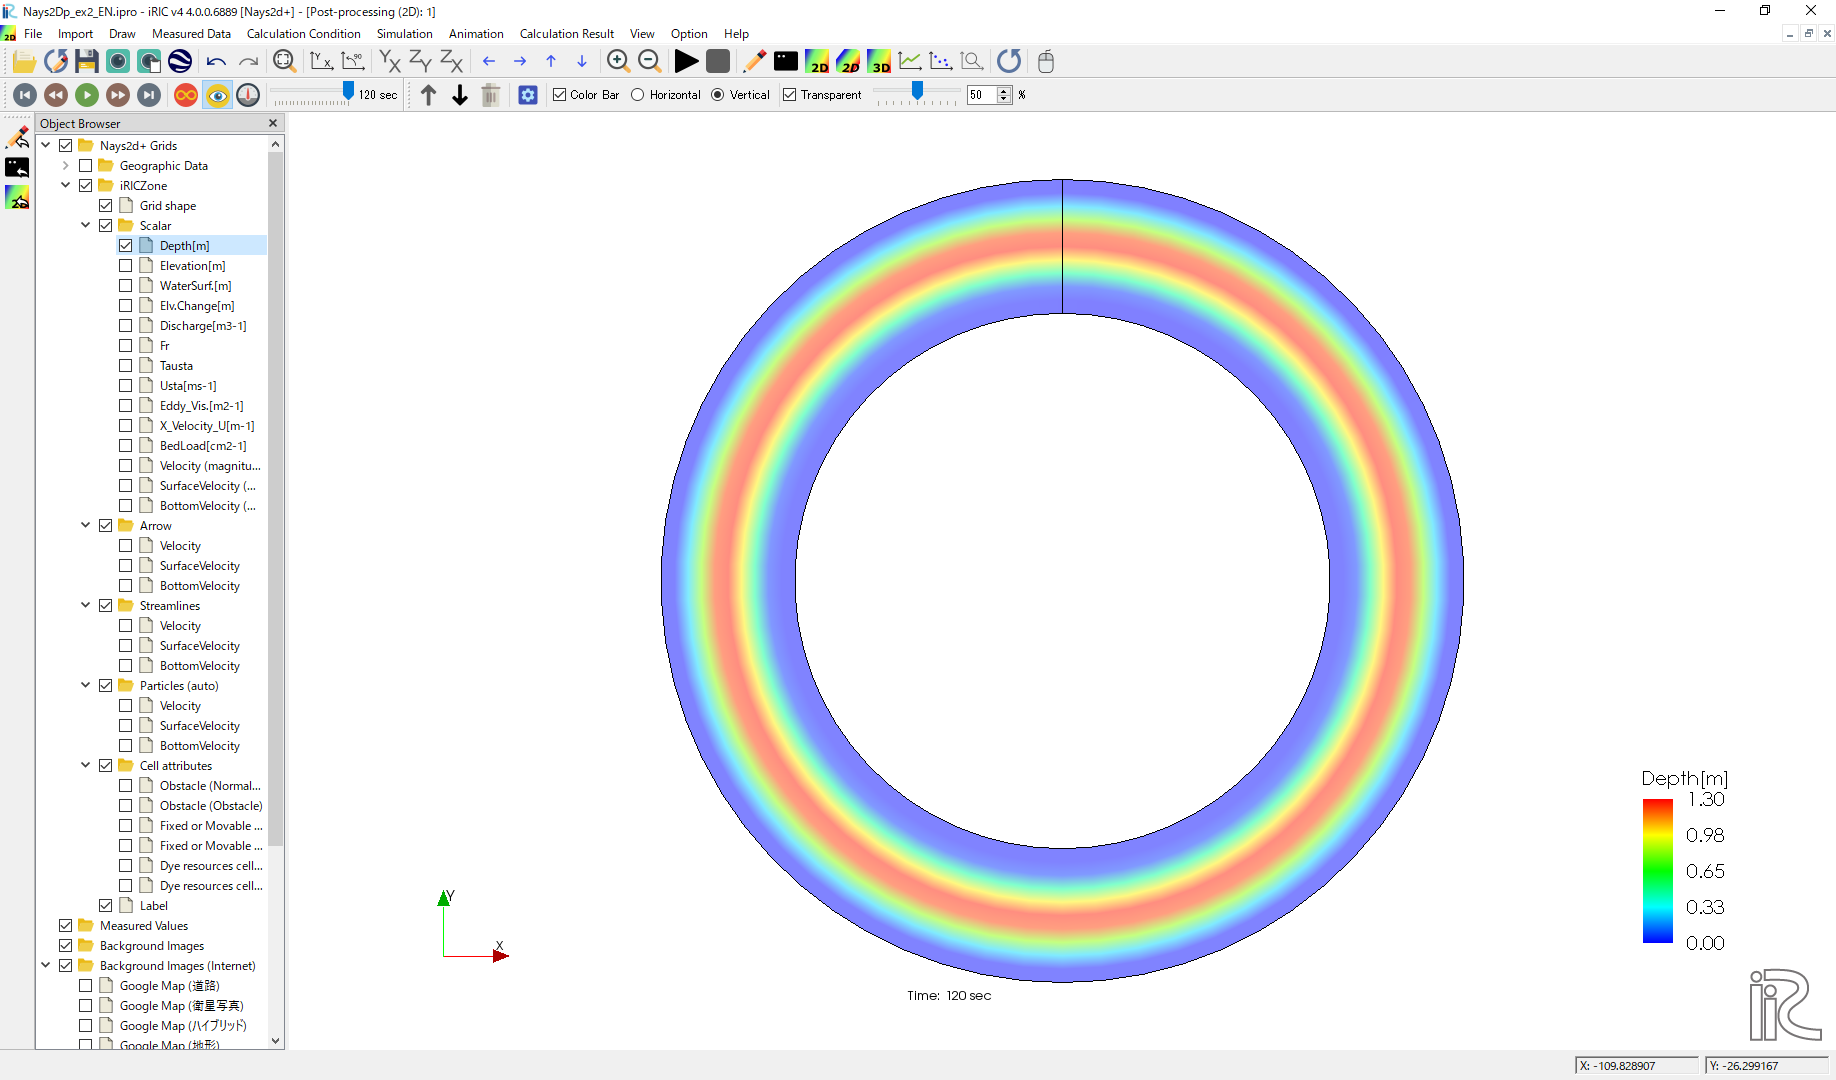 Nays2Dp_ex2_EN.ipro - iRIC v4 4.0.0.6889 [Nays2d+] - [Post-processing (2D): 1]
File Import Draw Measured Data Calculation Condition Simulation Animation Calculation Result View Option Help
120 sec Color Bar Horizontal Vertical Transparent 50 %
Object Browser
Nays2d+ Grids
Geographic Data
iRICZone
Grid shape
Scalar
Depth[m]
Elevation[m]
WaterSurf.[m]
Elv.Change[m]
Discharge[m3-1]
Fr
Tausta
Usta[ms-1]
Eddy_Vis.[m2-1]
X_Velocity_U[m-1]
BedLoad[cm2-1]
Velocity (magnitu...
SurfaceVelocity (...
BottomVelocity (...
Arrow
Velocity
SurfaceVelocity
BottomVelocity
Streamlines
Velocity
SurfaceVelocity
BottomVelocity
Particles (auto)
Velocity
SurfaceVelocity
BottomVelocity
Cell attributes
Obstacle (Normal...
Obstacle (Obstacle)
Fixed or Movable ...
Fixed or Movable ...
Dye resources cell...
Dye resources cell...
Label
Measured Values
Background Images
Background Images (Internet)
Google Map (道路)
Google Map (衛星写真)
Google Map (ハイブリッド)
Google Map (地形)
Y
X
Time: 120 sec
Depth[m]
1.30
0.98
0.65
0.33
0.00
iRIC
X: -109.828907 Y: -26.299167